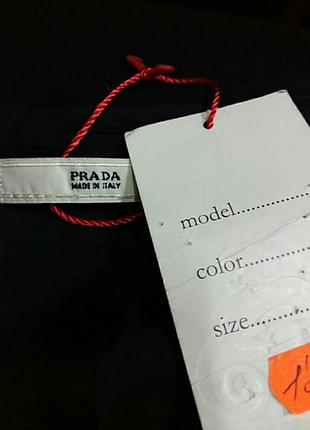 PRADA
MADE IN ITALY
model...............
color...............
size...............